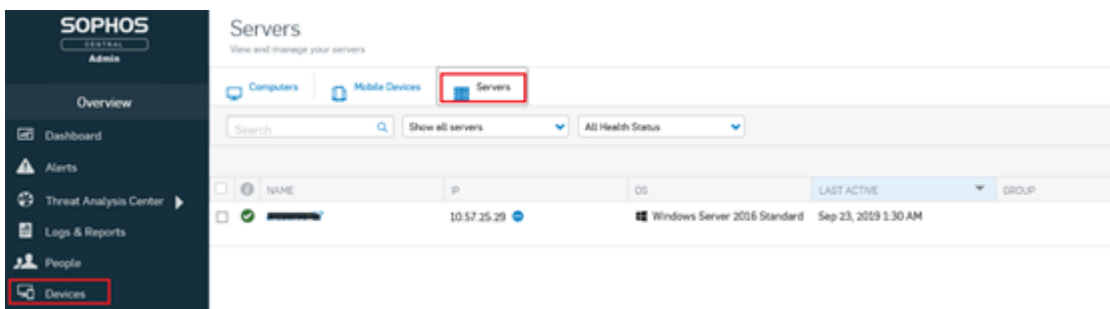 SOPHOS
CENTRAL
Admin
Overview
Dashboard
Alerts
Threat Analysis Center
Logs & Reports
People
Devices
Servers
View and manage your servers
Computers
Mobile Devices
Servers
Search
Show all servers
All Health Status
NAME IP OS LAST ACTIVE GROUP
10.57.25.29 Windows Server 2016 Standard Sep 23, 2019 1:30 AM